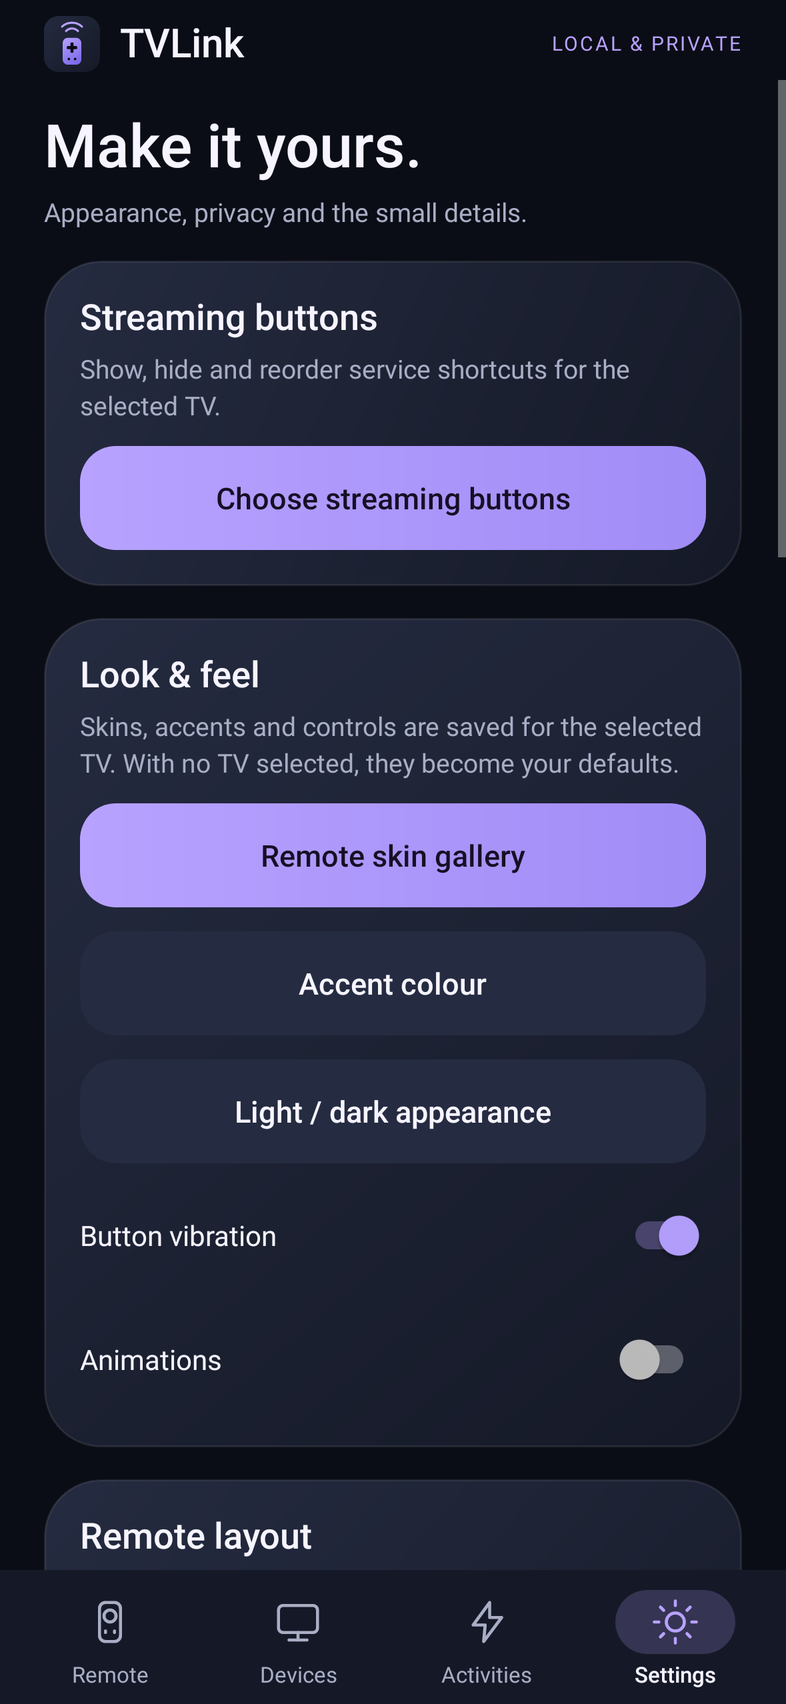 TVLink
LOCAL & PRIVATE
Make it yours.
Appearance, privacy and the small details.
Streaming buttons
Show, hide and reorder service shortcuts for the
selected TV.
Choose streaming buttons
Look & feel
Skins, accents and controls are saved for the selected
TV. With no TV selected, they become your defaults.
Remote skin gallery
Accent colour
Light / dark appearance
Button vibration
Animations
Remote layout
Remote
Devices
Activities
Settings